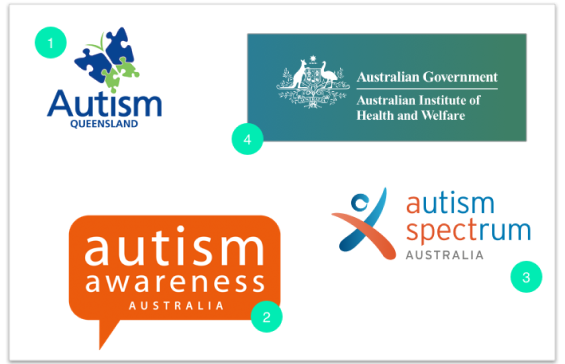 1
Autism
QUEENSLAND
Australian Government
Australian Institute of
Health and Welfare
4
autism
spectrum
AUSTRALIA
3
autism
awareness
AUSTRALIA
2